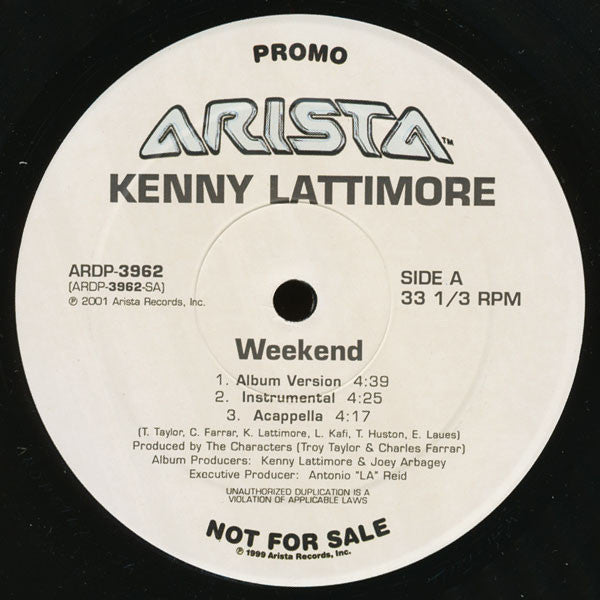 PROMO
ARISTA™
KENNY LATTIMORE
ARDP-3962
(ARDP-3962-SA)
℗ 2001 Arista Records, Inc.
SIDE A
33 1/3 RPM
Weekend
1. Album Version 4:39
2. Instrumental 4:25
3. Acappella 4:17
(T. Taylor, C. Farrar, K. Lattimore, L. Kafi, T. Huston, E. Laues)
Produced by The Characters (Troy Taylor & Charles Farrar)
Album Producers: Kenny Lattimore & Joey Arbagey
Executive Producer: Antonio "LA" Reid
UNAUTHORIZED DUPLICATION IS A
VIOLATION OF APPLICABLE LAWS
NOT FOR SALE
℗ 1999 Arista Records, Inc.